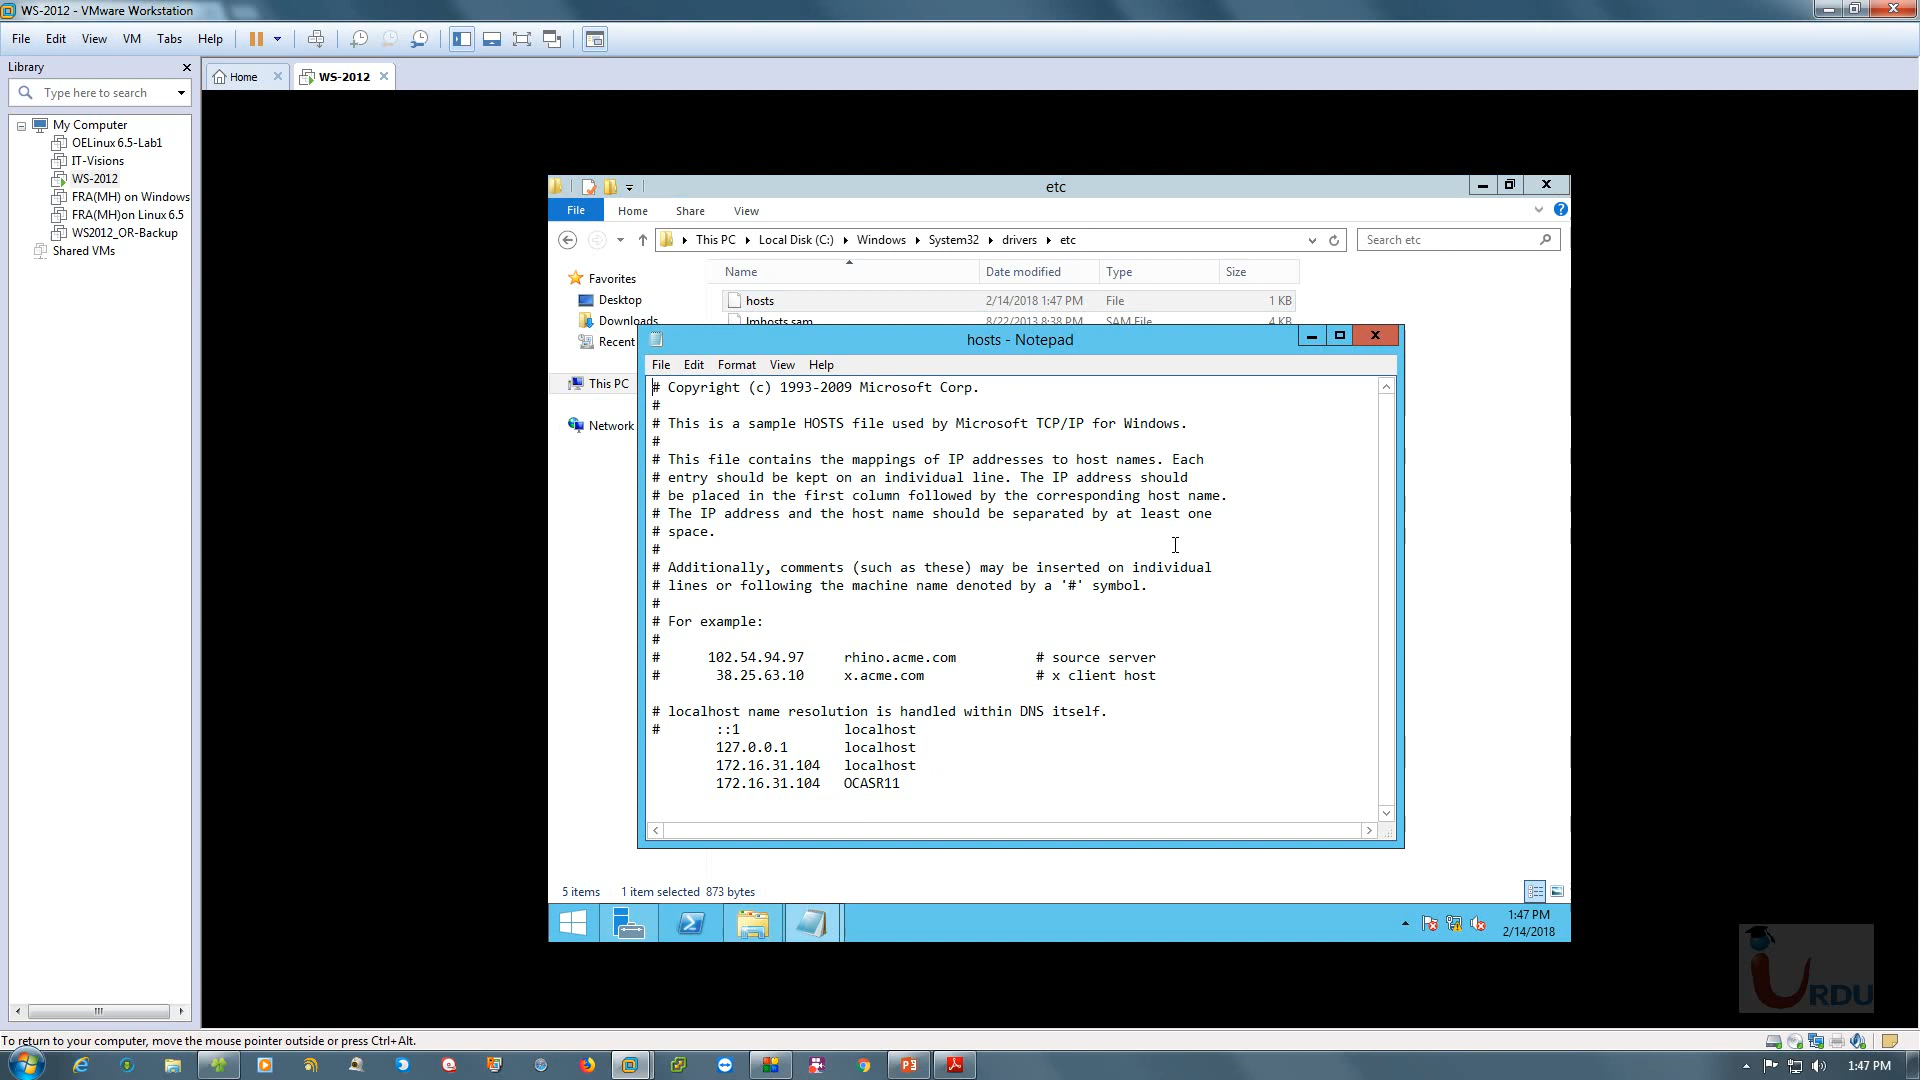 WS-2012 - VMware Workstation
File Edit View VM Tabs Help
Library
Type here to search
Home
WS-2012
My Computer
OELinux 6.5-Lab1
IT-Visions
WS-2012
FRA(MH) on Windows
FRA(MH)on Linux 6.5
WS2012_OR-Backup
Shared VMs
etc
File Home Share View
This PC Local Disk (C:) Windows System32 drivers etc
Search etc
Name Date modified Type Size
hosts 2/14/2018 1:47 PM File 1 KB
lmhosts.sam 8/22/2013 8:38 PM SAM File 4 KB
Favorites
Desktop
Downloads
Recent
This PC
Network
hosts - Notepad
File Edit Format View Help
# Copyright (c) 1993-2009 Microsoft Corp.
#
# This is a sample HOSTS file used by Microsoft TCP/IP for Windows.
#
# This file contains the mappings of IP addresses to host names. Each
# entry should be kept on an individual line. The IP address should
# be placed in the first column followed by the corresponding host name.
# The IP address and the host name should be separated by at least one
# space.
#
# Additionally, comments (such as these) may be inserted on individual
# lines or following the machine name denoted by a '#' symbol.
#
# For example:
#
# 102.54.94.97 rhino.acme.com # source server
# 38.25.63.10 x.acme.com # x client host
# localhost name resolution is handled within DNS itself.
# ::1 localhost
127.0.0.1 localhost
172.16.31.104 localhost
172.16.31.104 OCASR11
5 items 1 item selected 873 bytes
1:47 PM
2/14/2018
URDU
To return to your computer, move the mouse pointer outside or press Ctrl+Alt.
1:47 PM